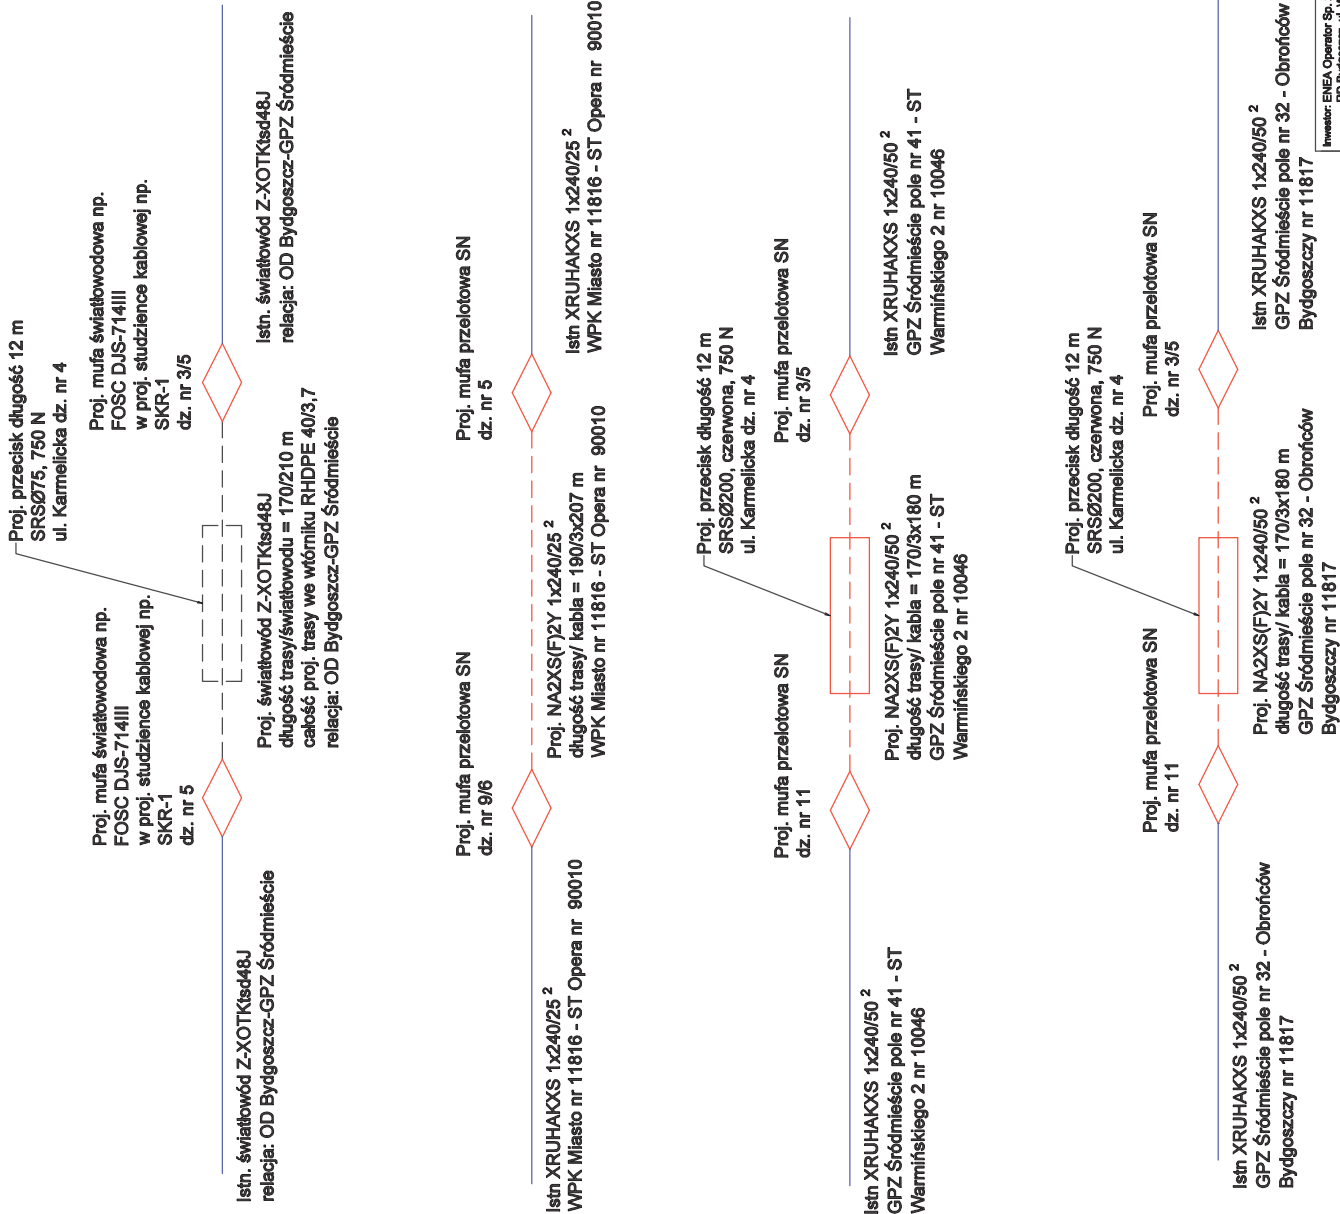 Proj. przecisk długość 12 m
SRSØ75, 750 N
ul. Karmelicka dz. nr 4
Istn. światłowód Z-XOTKtsd48J
relacja: OD Bydgoszcz-GPZ Śródmieście
Proj. mufa światłowodowa np.
FOSC DJS-714III
w proj. studzience kablowej np.
SKR-1
dz. nr 5
Proj. światłowód Z-XOTKtsd48J
długość trasy/światłowodu = 170/210 m
całość proj. trasy we wtórniku RHDPE 40/3,7
relacja: OD Bydgoszcz-GPZ Śródmieście
Proj. mufa światłowodowa np.
FOSC DJS-714III
w proj. studzience kablowej np.
SKR-1
dz. nr 3/5
Istn. światłowód Z-XOTKtsd48J
relacja: OD Bydgoszcz-GPZ Śródmieście
Istn XRUHAKXS 1x240/25 ²
WPK Miasto nr 11816 - ST Opera nr 90010
Proj. mufa przelotowa SN
dz. nr 9/6
Proj. NA2XS(F)2Y 1x240/25 ²
długość trasy/ kabla = 190/3x207 m
WPK Miasto nr 11816 - ST Opera nr 90010
Proj. mufa przelotowa SN
dz. nr 5
Istn XRUHAKXS 1x240/25 ²
WPK Miasto nr 11816 - ST Opera nr 90010
Istn XRUHAKXS 1x240/50 ²
GPZ Śródmieście pole nr 41 - ST
Warmińskiego 2 nr 10046
Proj. mufa przelotowa SN
dz. nr 11
Proj. przecisk długość 12 m
SRSØ200, czerwona, 750 N
ul. Karmelicka dz. nr 4
Proj. NA2XS(F)2Y 1x240/50 ²
długość trasy/ kabla = 170/3x180 m
GPZ Śródmieście pole nr 41 - ST
Warmińskiego 2 nr 10046
Proj. mufa przelotowa SN
dz. nr 3/5
Istn XRUHAKXS 1x240/50 ²
GPZ Śródmieście pole nr 41 - ST
Warmińskiego 2 nr 10046
Istn XRUHAKXS 1x240/50 ²
GPZ Śródmieście pole nr 32 - Obrońców
Bydgoszczy nr 11817
Proj. mufa przelotowa SN
dz. nr 11
Proj. przecisk długość 12 m
SRSØ200, czerwona, 750 N
ul. Karmelicka dz. nr 4
Proj. NA2XS(F)2Y 1x240/50 ²
długość trasy/ kabla = 170/3x180 m
GPZ Śródmieście pole nr 32 - Obrońców
Bydgoszczy nr 11817
Proj. mufa przelotowa SN
dz. nr 3/5
Istn XRUHAKXS 1x240/50 ²
GPZ Śródmieście pole nr 32 - Obrońców
Bydgoszczy nr 11817
Inwestor: ENEA Operator Sp.